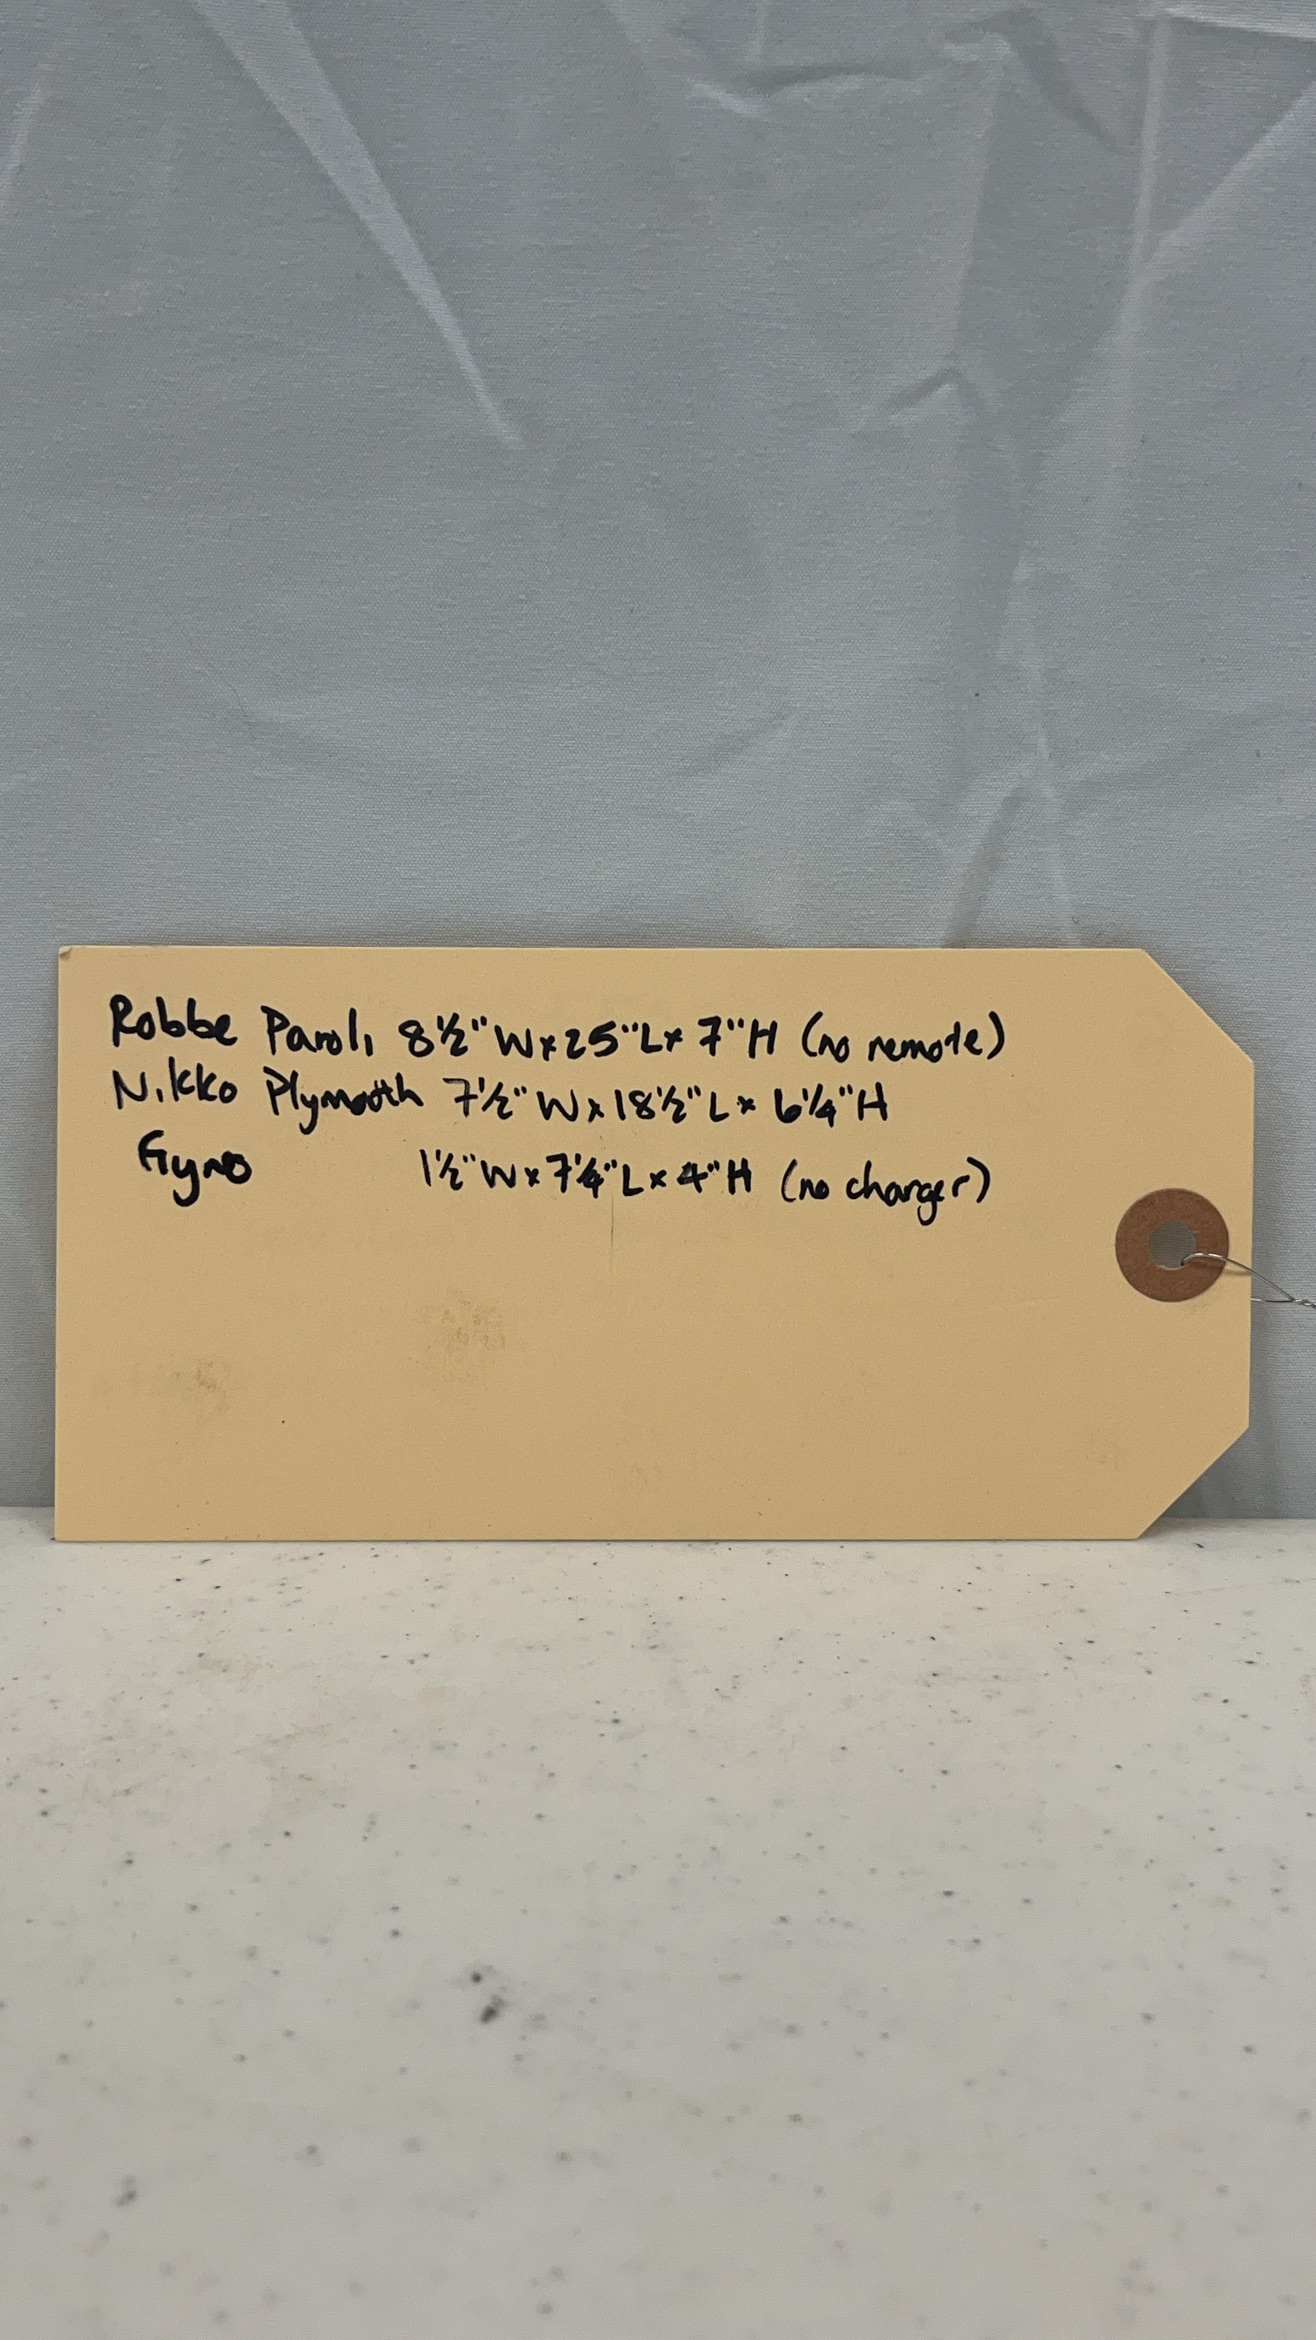 Robbe Paroli 8½" W x 25" L x 7" H (no remote)
Nikko Plymouth 7½" W x 18½" L x 6¼" H
Gyno 1½" W x 7¼" L x 4" H (no charger)